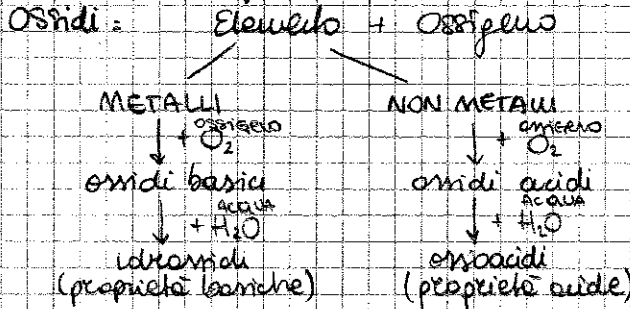 Ossidi: Elemento + Ossigeno
METALLI NON METALLI
ossigeno ossigeno
+ O₂ + O₂
ossidi basici ossidi acidi
ACQUA ACQUA
+ H₂O + H₂O
idrossidi ossoacidi
(proprietà basiche) (proprietà acide)